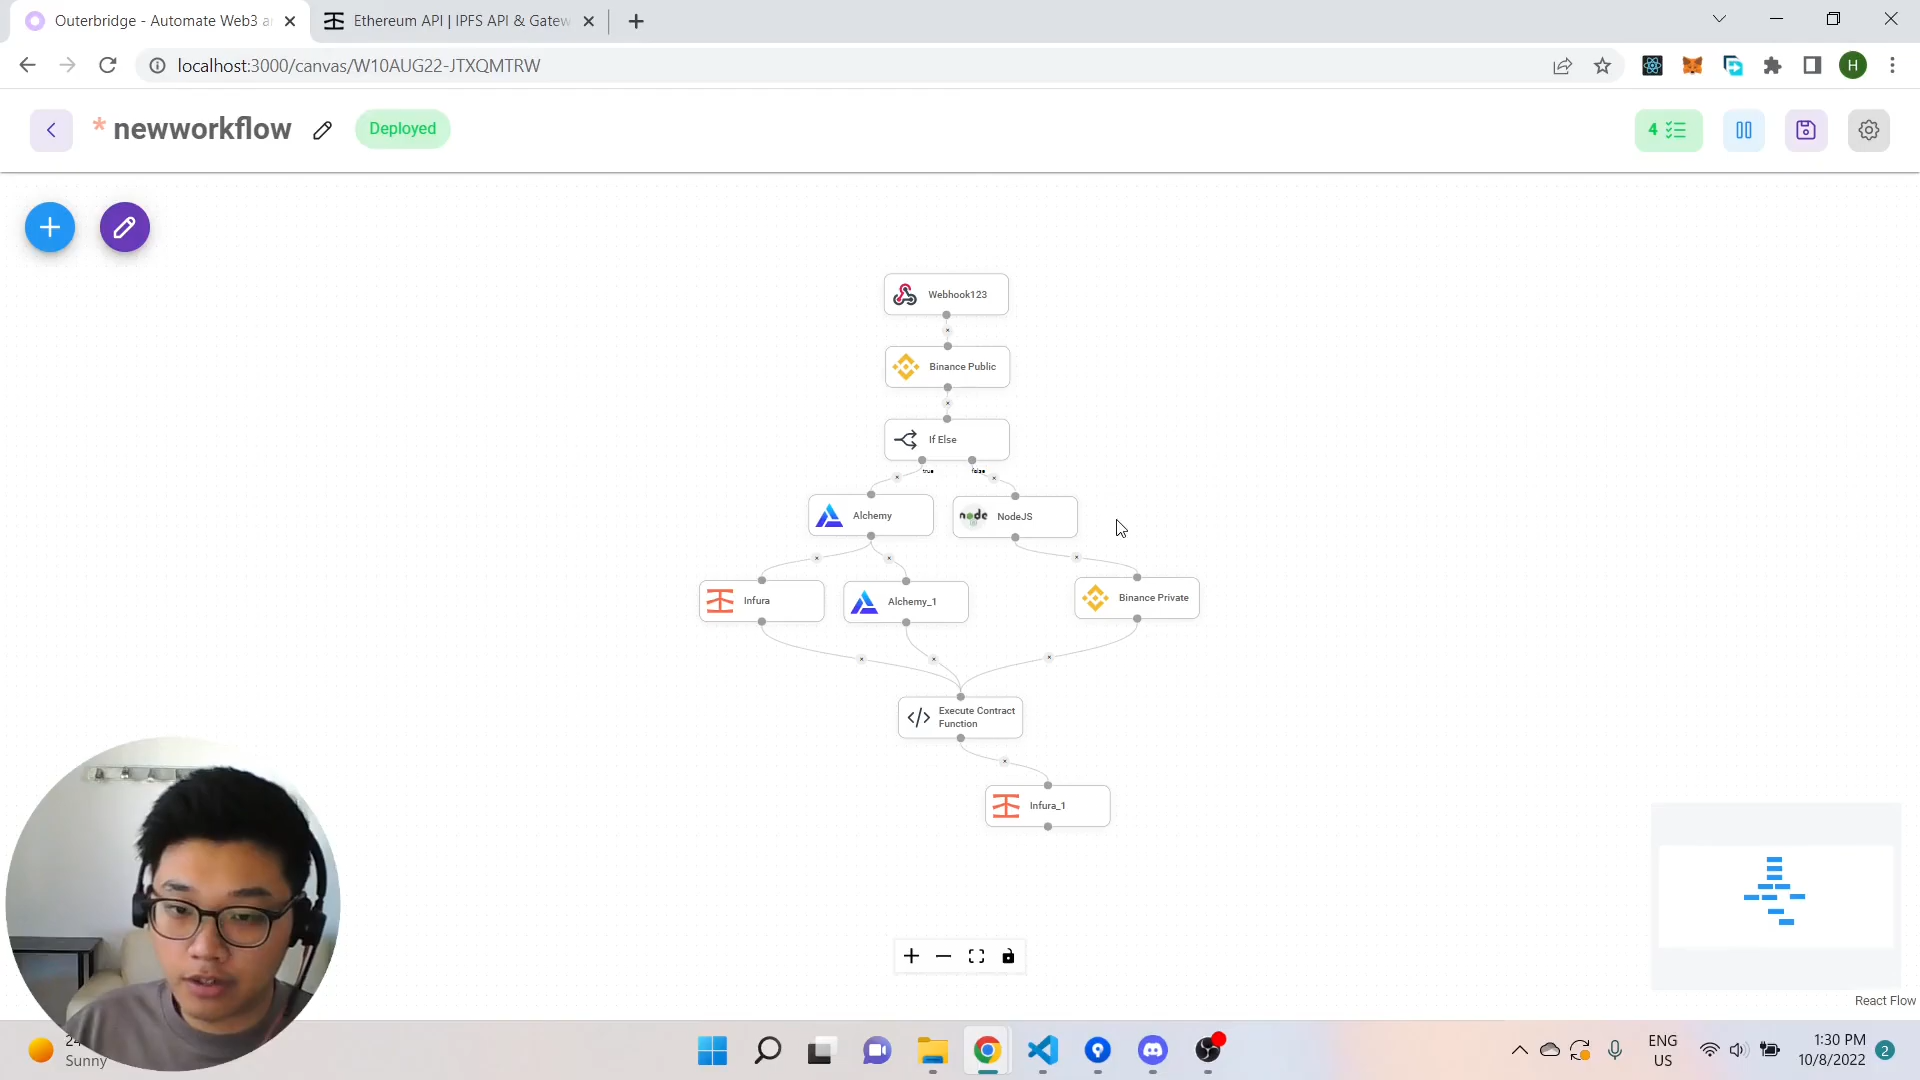 Outerbridge - Automate Web3 a
Ethereum API | IPFS API & Gatew
localhost:3000/canvas/W10AUG22-JTXQMTRW
H
* newworkflow
Deployed
4
Webhook123
Binance Public
If Else
true
false
Alchemy
node
NodeJS
Infura
Alchemy_1
Binance Private
Execute Contract
Function
Infura_1
React Flow
Sunny
ENG
US
1:30 PM
10/8/2022
2